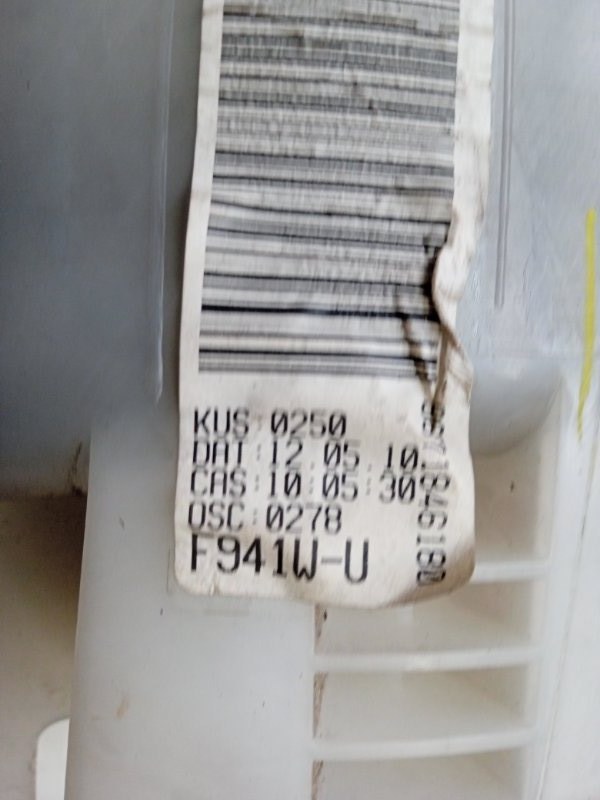 KUS 0250
DAT 12.05.10
CAS 10:05:30
OSC 0278
F941W-U